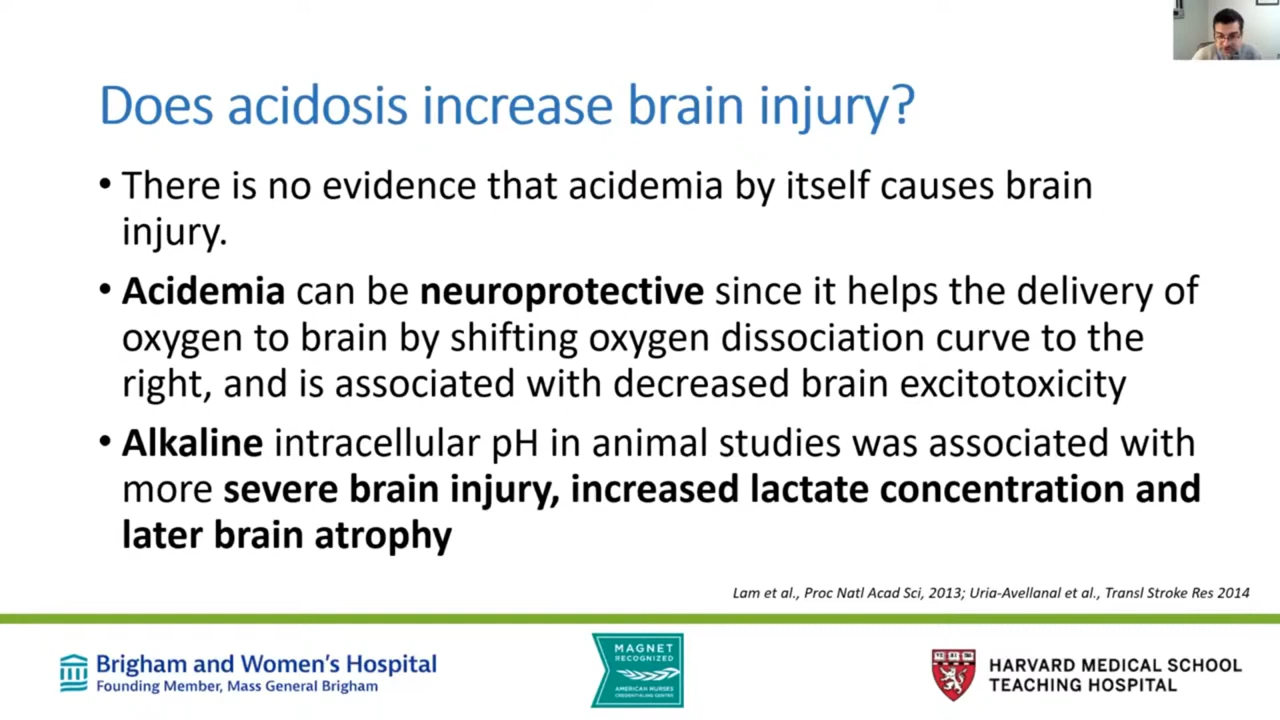 Does acidosis increase brain injury?
• There is no evidence that acidemia by itself causes brain
injury.
• Acidemia can be neuroprotective since it helps the delivery of
oxygen to brain by shifting oxygen dissociation curve to the
right, and is associated with decreased brain excitotoxicity
• Alkaline intracellular pH in animal studies was associated with
more severe brain injury, increased lactate concentration and
later brain atrophy
Lam et al., Proc Natl Acad Sci, 2013; Uria-Avellanal et al., Transl Stroke Res 2014
Brigham and Women's Hospital
Founding Member, Mass General Brigham
MAGNET
RECOGNIZED
AMERICAN NURSES
CREDENTIALING CENTER
HARVARD MEDICAL SCHOOL
TEACHING HOSPITAL